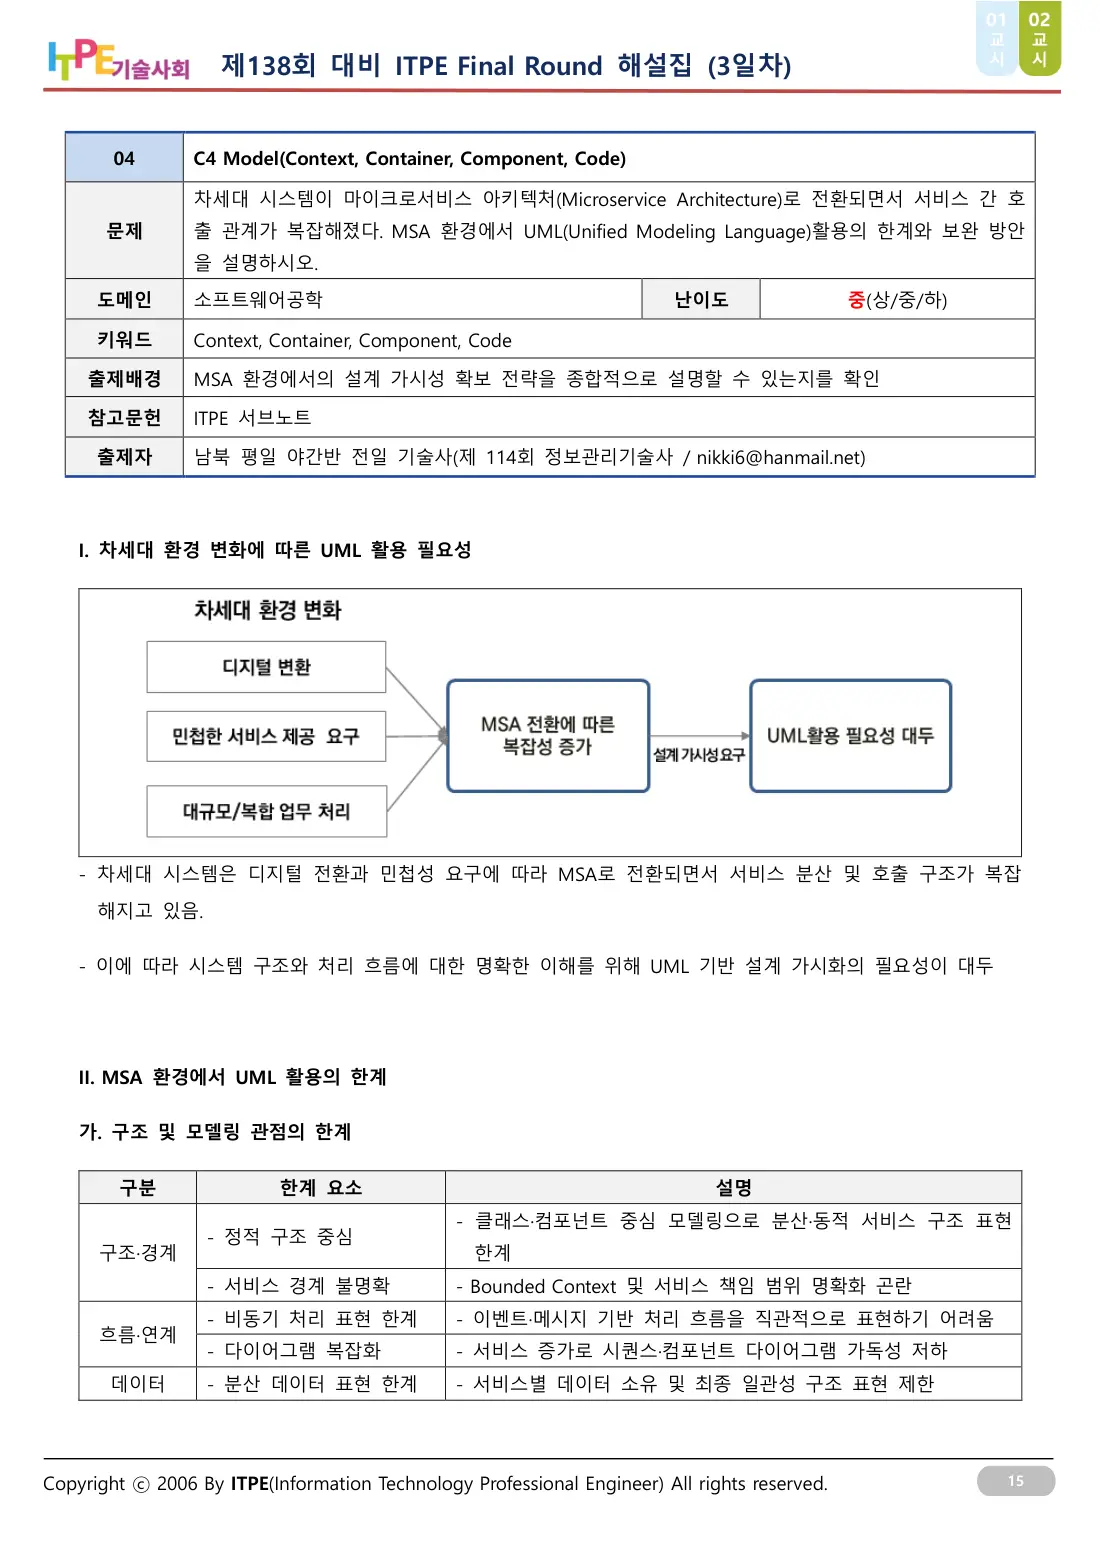 01
교
시
02
교
시
ITPE기술사회 제138회 대비 ITPE Final Round 해설집 (3일차)
04 C4 Model(Context, Container, Component, Code)
문제
차세대 시스템이 마이크로서비스 아키텍처(Microservice Architecture)로 전환되면서 서비스 간 호
출 관계가 복잡해졌다. MSA 환경에서 UML(Unified Modeling Language)활용의 한계와 보완 방안
을 설명하시오.
도메인 소프트웨어공학 난이도 중(상/중/하)
키워드 Context, Container, Component, Code
출제배경 MSA 환경에서의 설계 가시성 확보 전략을 종합적으로 설명할 수 있는지를 확인
참고문헌 ITPE 서브노트
출제자 남북 평일 야간반 전일 기술사(제 114회 정보관리기술사 / nikki6@hanmail.net)
I. 차세대 환경 변화에 따른 UML 활용 필요성
차세대 환경 변화
디지털 변환
민첩한 서비스 제공 요구
대규모/복합 업무 처리
MSA 전환에 따른
복잡성 증가
설계 가시성 요구
UML활용 필요성 대두
- 차세대 시스템은 디지털 전환과 민첩성 요구에 따라 MSA로 전환되면서 서비스 분산 및 호출 구조가 복잡
해지고 있음.
- 이에 따라 시스템 구조와 처리 흐름에 대한 명확한 이해를 위해 UML 기반 설계 가시화의 필요성이 대두
II. MSA 환경에서 UML 활용의 한계
가. 구조 및 모델링 관점의 한계
구분 한계 요소 설명
구조·경계
- 정적 구조 중심
- 클래스·컴포넌트 중심 모델링으로 분산·동적 서비스 구조 표현
한계
- 서비스 경계 불명확 - Bounded Context 및 서비스 책임 범위 명확화 곤란
흐름·연계
- 비동기 처리 표현 한계 - 이벤트·메시지 기반 처리 흐름을 직관적으로 표현하기 어려움
- 다이어그램 복잡화 - 서비스 증가로 시퀀스·컴포넌트 다이어그램 가독성 저하
데이터 - 분산 데이터 표현 한계 - 서비스별 데이터 소유 및 최종 일관성 구조 표현 제한
Copyright ⓒ 2006 By ITPE(Information Technology Professional Engineer) All rights reserved.
15